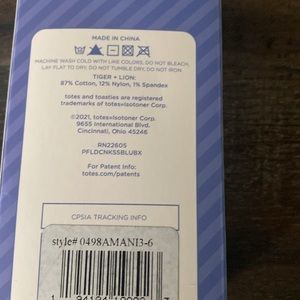 MADE IN CHINA
MACHINE WASH COLD WITH LIKE COLORS, DO NOT BLEACH,
LAY FLAT TO DRY, DO NOT TUMBLE DRY, DO NOT IRON
TIGER + LION:
87% Cotton, 12% Nylon, 1% Spandex
totes and toasties are registered
trademarks of totes»Isotoner Corp.
©2021, totes»Isotoner Corp.
9655 International Blvd.
Cincinnati, Ohio 45246
RN22605
PFLDCNKSSBLUBX
For Patent Info:
totes.com/patents
CPSIA TRACKING INFO
style# 0498AMANI3-6